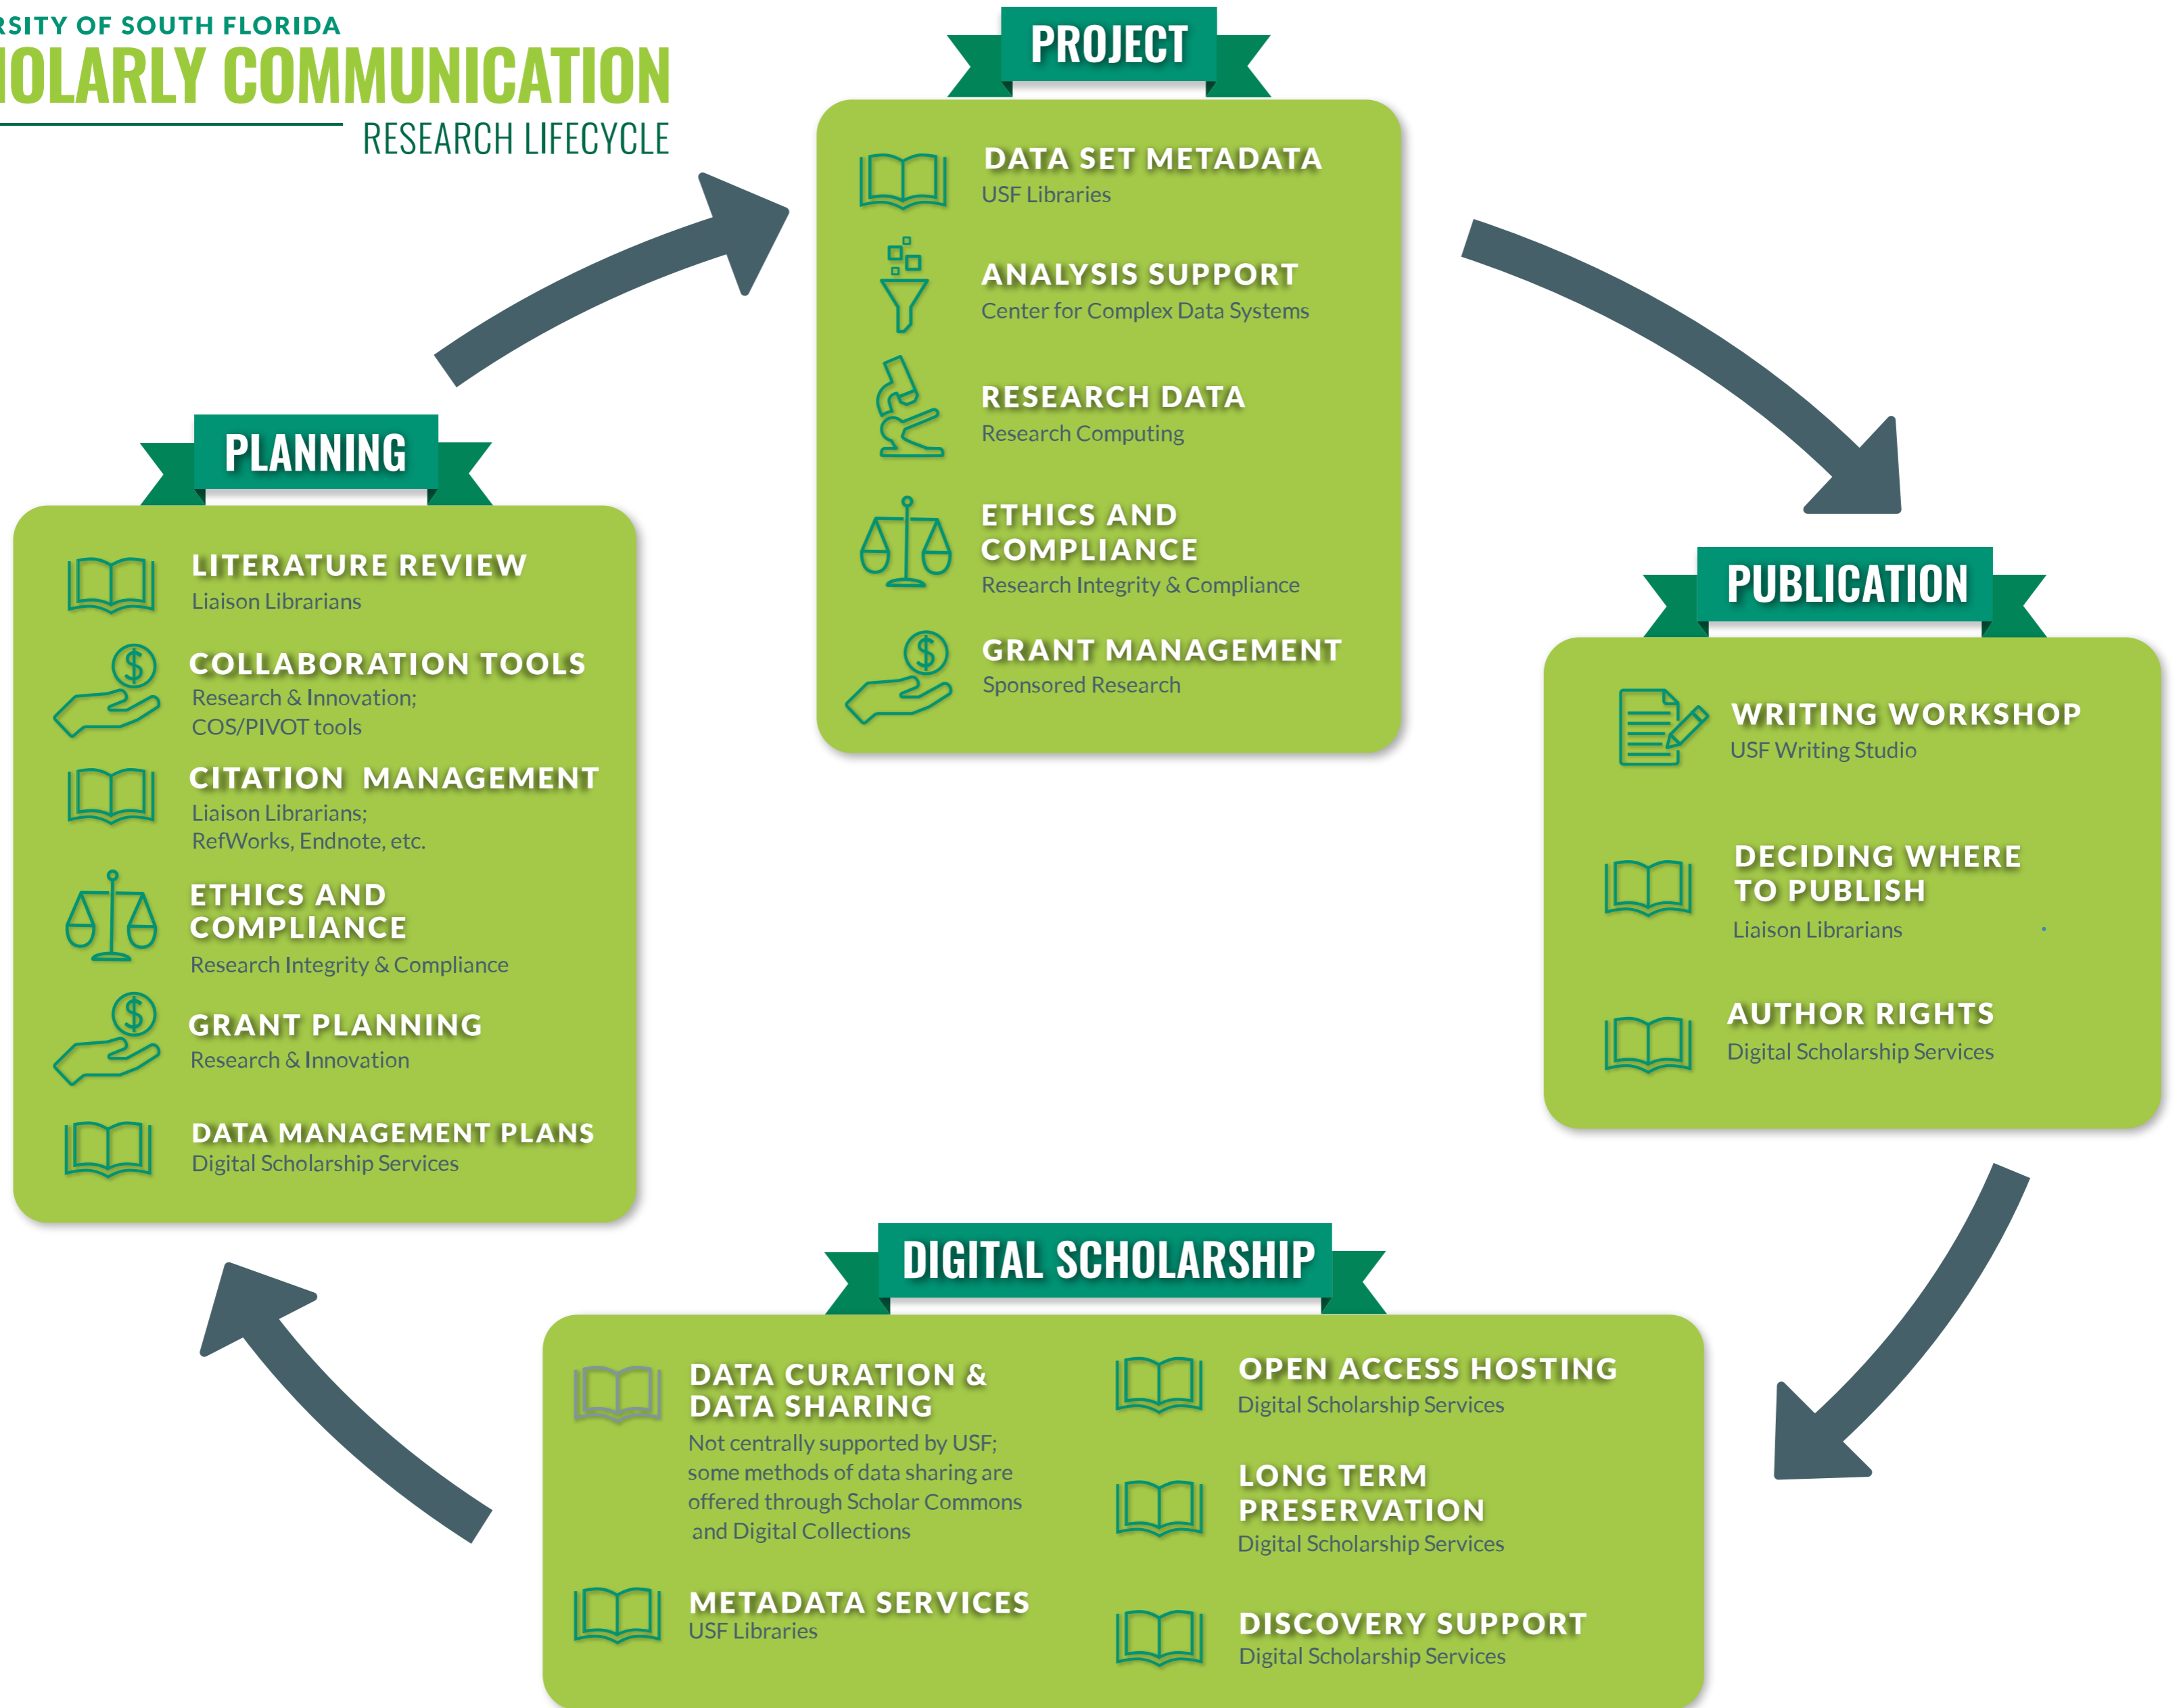 RSITY OF SOUTH FLORIDA
HOLARLY COMMUNICATION
RESEARCH LIFECYCLE
PROJECT
DATA SET METADATA
USF Libraries
ANALYSIS SUPPORT
Center for Complex Data Systems
RESEARCH DATA
Research Computing
ETHICS AND
COMPLIANCE
Research Integrity & Compliance
GRANT MANAGEMENT
Sponsored Research
PLANNING
LITERATURE REVIEW
Liaison Librarians
COLLABORATION TOOLS
Research & Innovation;
COS/PIVOT tools
CITATION MANAGEMENT
Liaison Librarians;
RefWorks, Endnote, etc.
ETHICS AND
COMPLIANCE
Research Integrity & Compliance
GRANT PLANNING
Research & Innovation
DATA MANAGEMENT PLANS
Digital Scholarship Services
PUBLICATION
WRITING WORKSHOP
USF Writing Studio
DECIDING WHERE
TO PUBLISH
Liaison Librarians
AUTHOR RIGHTS
Digital Scholarship Services
DIGITAL SCHOLARSHIP
DATA CURATION &
DATA SHARING
Not centrally supported by USF;
some methods of data sharing are
offered through Scholar Commons
and Digital Collections
METADATA SERVICES
USF Libraries
OPEN ACCESS HOSTING
Digital Scholarship Services
LONG TERM
PRESERVATION
Digital Scholarship Services
DISCOVERY SUPPORT
Digital Scholarship Services